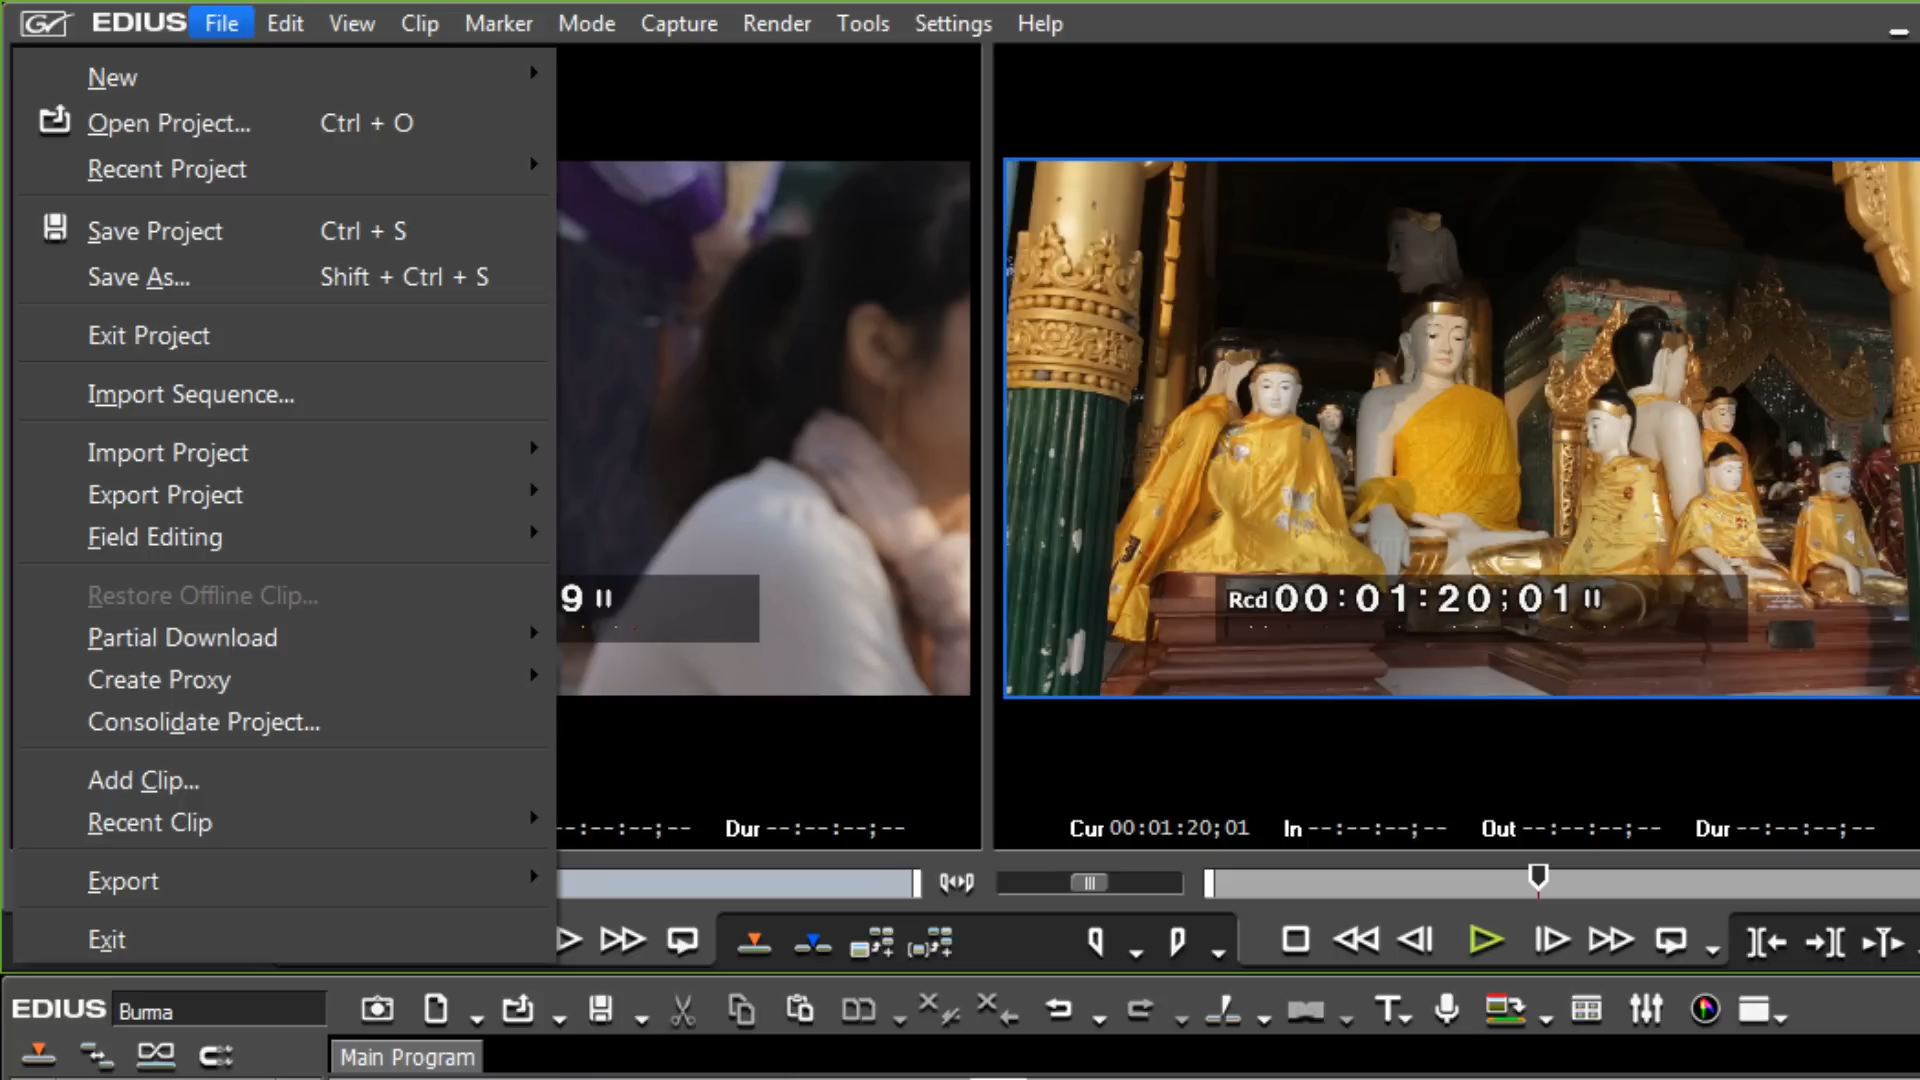 GV EDIUS File Edit View Clip Marker Mode Capture Render Tools Settings Help
New
Open Project... Ctrl + O
Recent Project
Save Project Ctrl + S
Save As... Shift + Ctrl + S
Exit Project
Import Sequence...
Import Project
Export Project
Field Editing
Restore Offline Clip...
Partial Download
Create Proxy
Consolidate Project...
Add Clip...
Recent Clip
Export
Exit
9
Rcd 00:01:20;01
--:--:--;-- Dur --:--:--;--
Cur 00:01:20;01 In --:--:--;-- Out --:--:--;-- Dur --:--:--;--
EDIUS Burma
Main Program